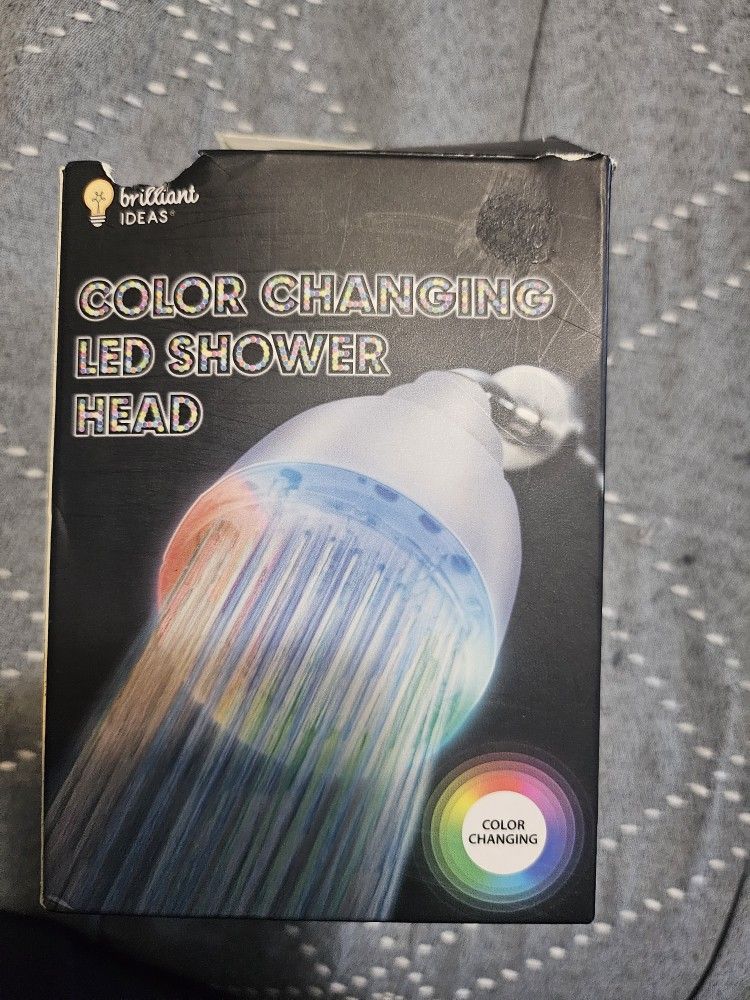 brilliant
IDEAS®
COLOR CHANGING
LED SHOWER
HEAD
COLOR
CHANGING